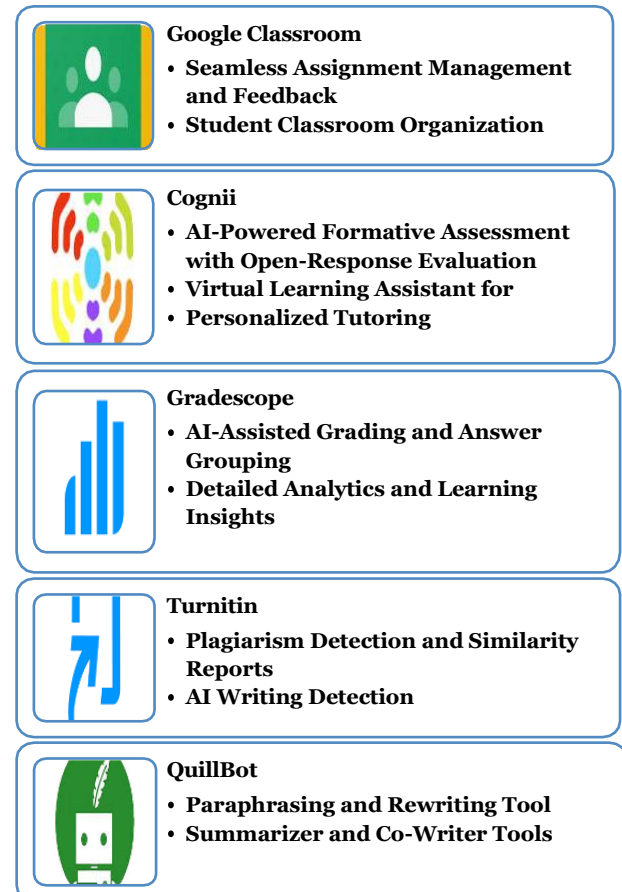 Google Classroom
• Seamless Assignment Management
and Feedback
• Student Classroom Organization
Cognii
• AI-Powered Formative Assessment
with Open-Response Evaluation
• Virtual Learning Assistant for
• Personalized Tutoring
Gradescope
• AI-Assisted Grading and Answer
Grouping
• Detailed Analytics and Learning
Insights
Turnitin
• Plagiarism Detection and Similarity
Reports
• AI Writing Detection
QuillBot
• Paraphrasing and Rewriting Tool
• Summarizer and Co-Writer Tools